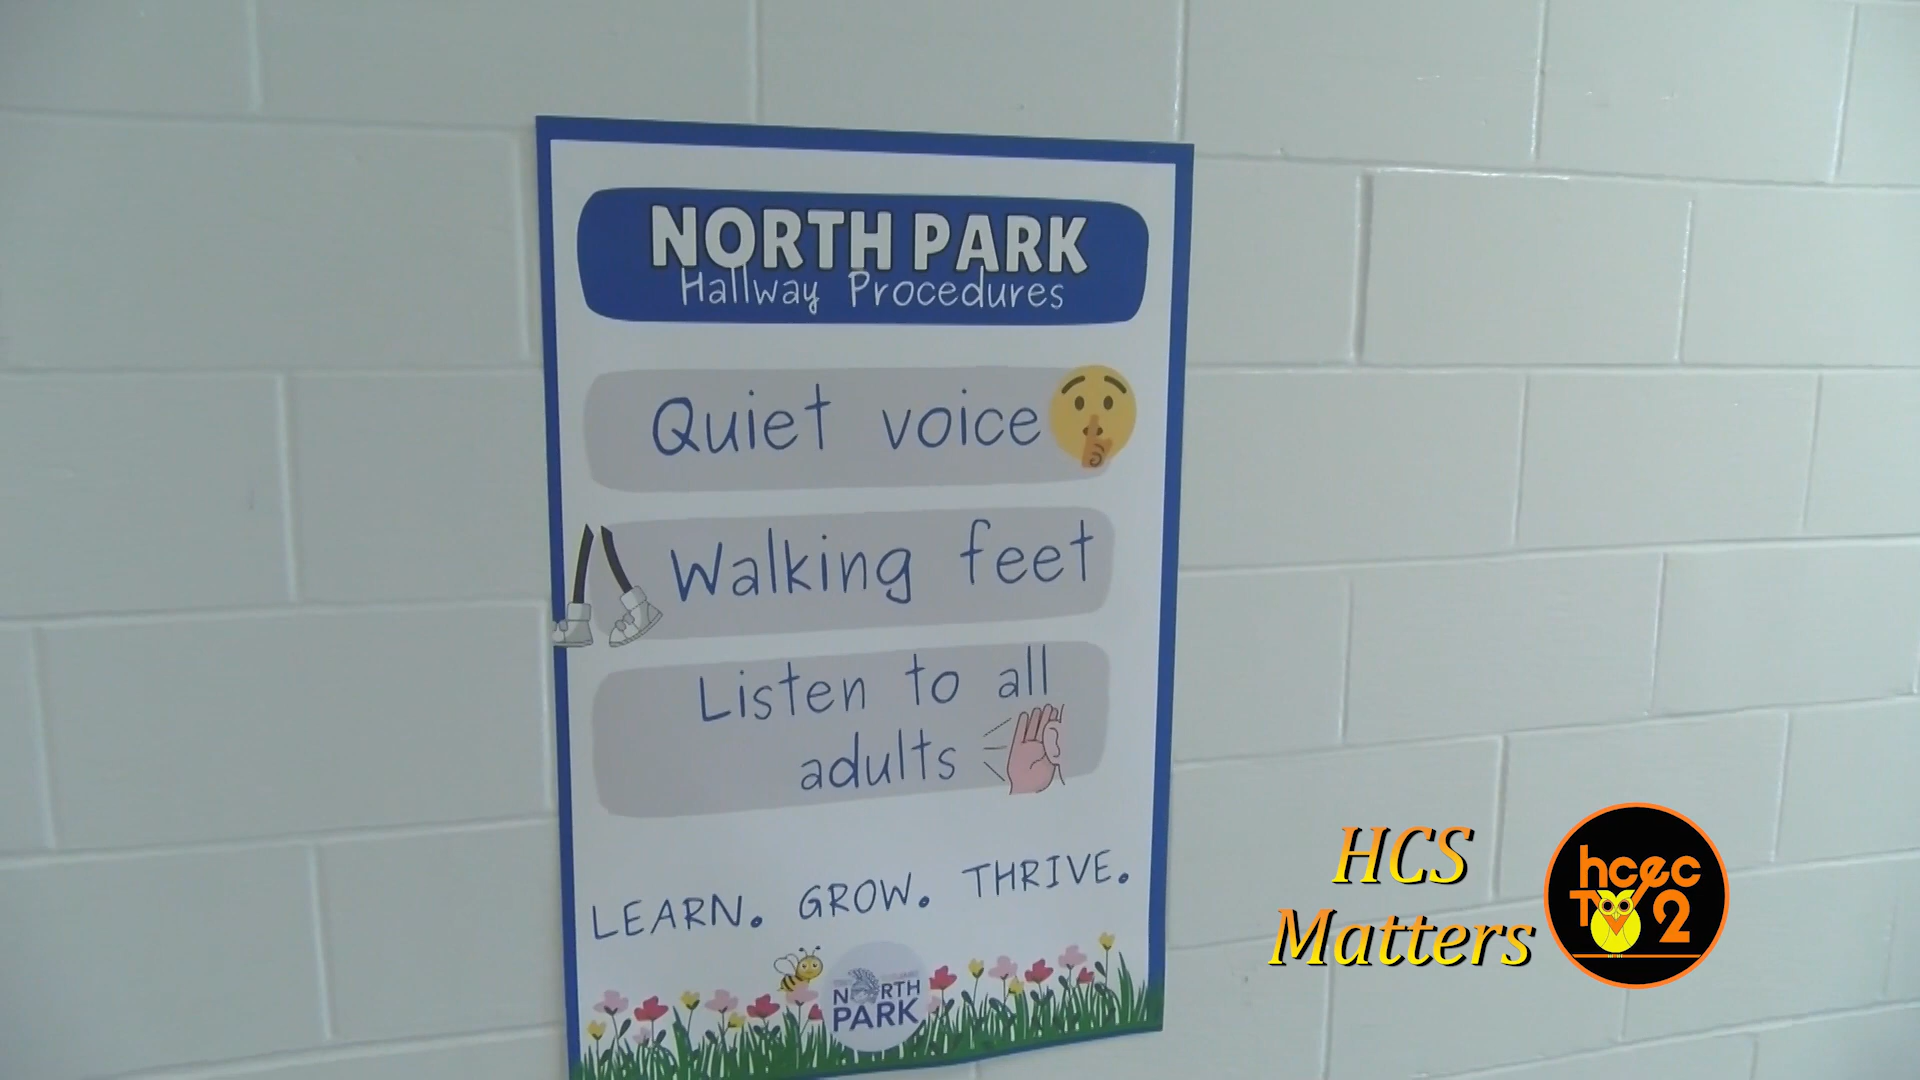 NORTH PARK
Hallway Procedures
Quiet voice
Walking feet
Listen to all
adults
LEARN. GROW. THRIVE.
NORTH
PARK
HCS
Matters
hcec
TV 2